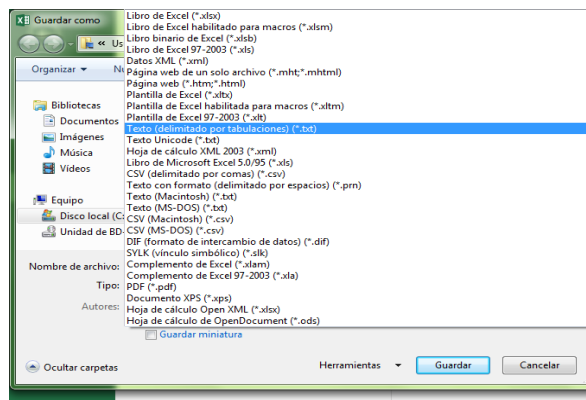 Guardar como
« Us
Organizar
Nu
Bibliotecas
Documentos
Imágenes
Música
Vídeos
Equipo
Disco local (C:
Unidad de BD-
Libro de Excel (*.xlsx)
Libro de Excel habilitado para macros (*.xlsm)
Libro binario de Excel (*.xlsb)
Libro de Excel 97-2003 (*.xls)
Datos XML (*.xml)
Página web de un solo archivo (*.mht;*.mhtml)
Página web (*.htm;*.html)
Plantilla de Excel (*.xltx)
Plantilla de Excel habilitada para macros (*.xltm)
Plantilla de Excel 97-2003 (*.xlt)
Texto (delimitado por tabulaciones) (*.txt)
Texto Unicode (*.txt)
Hoja de cálculo XML 2003 (*.xml)
Libro de Microsoft Excel 5.0/95 (*.xls)
CSV (delimitado por comas) (*.csv)
Texto con formato (delimitado por espacios) (*.prn)
Texto (Macintosh) (*.txt)
Texto (MS-DOS) (*.txt)
CSV (Macintosh) (*.csv)
CSV (MS-DOS) (*.csv)
DIF (formato de intercambio de datos) (*.dif)
SYLK (vínculo simbólico) (*.slk)
Complemento de Excel (*.xlam)
Complemento de Excel 97-2003 (*.xla)
PDF (*.pdf)
Documento XPS (*.xps)
Hoja de cálculo Open XML (*.xlsx)
Hoja de cálculo de OpenDocument (*.ods)
Nombre de archivo:
Tipo:
Autores:
Guardar miniatura
Ocultar carpetas
Herramientas
Guardar
Cancelar